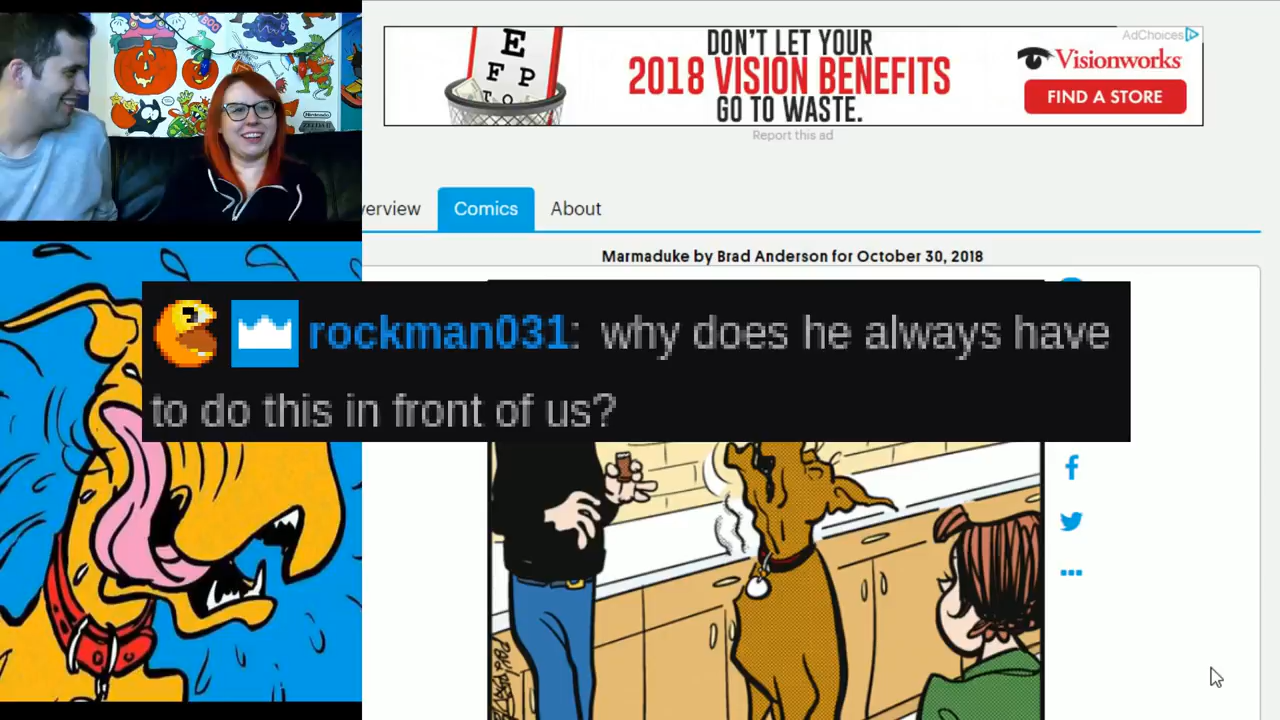 AdChoices
E
F P
T O
DON'T LET YOUR
2018 VISION BENEFITS
GO TO WASTE.
Visionworks
FIND A STORE
Report this ad
Nintendo
verview
Comics
About
Marmaduke by Brad Anderson for October 30, 2018
rockman031: why does he always have
to do this in front of us?